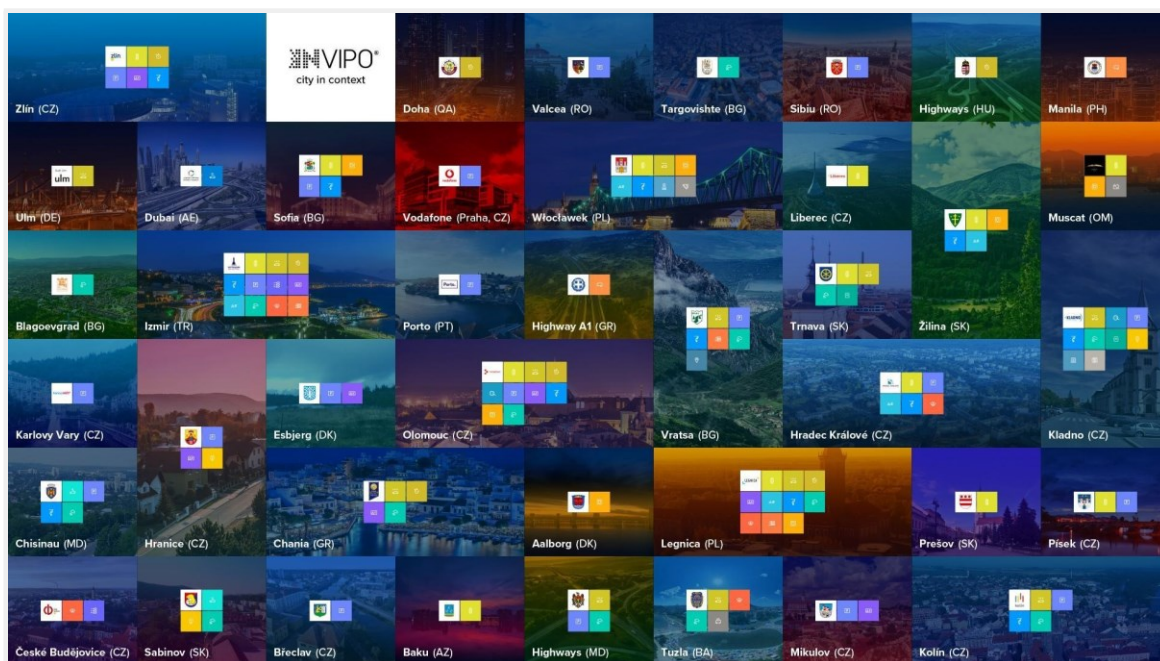 INVIPO®
city in context
Zlín (CZ)
Doha (QA)
Valcea (RO)
Targovishte (BG)
Sibiu (RO)
Highways (HU)
Manila (PH)
ulm
Ulm (DE)
Dubai (AE)
Sofia (BG)
Vodafone (Praha, CZ)
Włocławek (PL)
Liberec (CZ)
Žilina (SK)
Muscat (OM)
Blagoevgrad (BG)
Izmir (TR)
Porto.
Porto (PT)
Highway A1 (GR)
Vratsa (BG)
Trnava (SK)
KLADNO
Kladno (CZ)
Karlovy Vary (CZ)
Hranice (CZ)
Esbjerg (DK)
Olomouc (CZ)
Hradec Králové (CZ)
Chisinau (MD)
Chania (GR)
Aalborg (DK)
Legnica (PL)
Prešov (SK)
Písek (CZ)
České Budějovice (CZ)
Sabinov (SK)
Břeclav (CZ)
Baku (AZ)
Highways (MD)
Tuzla (BA)
Mikulov (CZ)
Kolín (CZ)